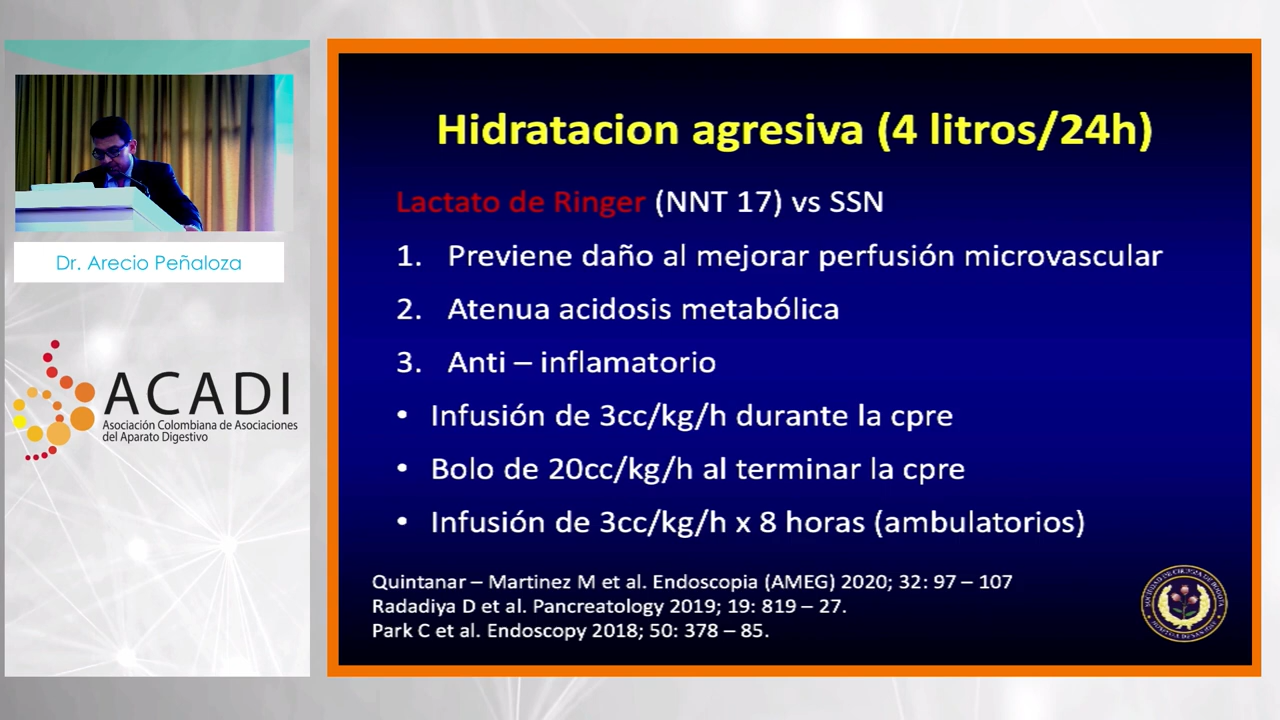 Hidratacion agresiva (4 litros/24h)
Lactato de Ringer (NNT 17) vs SSN
1. Previene daño al mejorar perfusión microvascular
2. Atenua acidosis metabólica
3. Anti – inflamatorio
• Infusión de 3cc/kg/h durante la cpre
• Bolo de 20cc/kg/h al terminar la cpre
• Infusión de 3cc/kg/h x 8 horas (ambulatorios)
Quintanar – Martinez M et al. Endoscopia (AMEG) 2020; 32: 97 – 107
Radadiya D et al. Pancreatology 2019; 19: 819 – 27.
Park C et al. Endoscopy 2018; 50: 378 – 85.
Dr. Arecio Peñaloza
ACADI
Asociación Colombiana de Asociaciones
del Aparato Digestivo